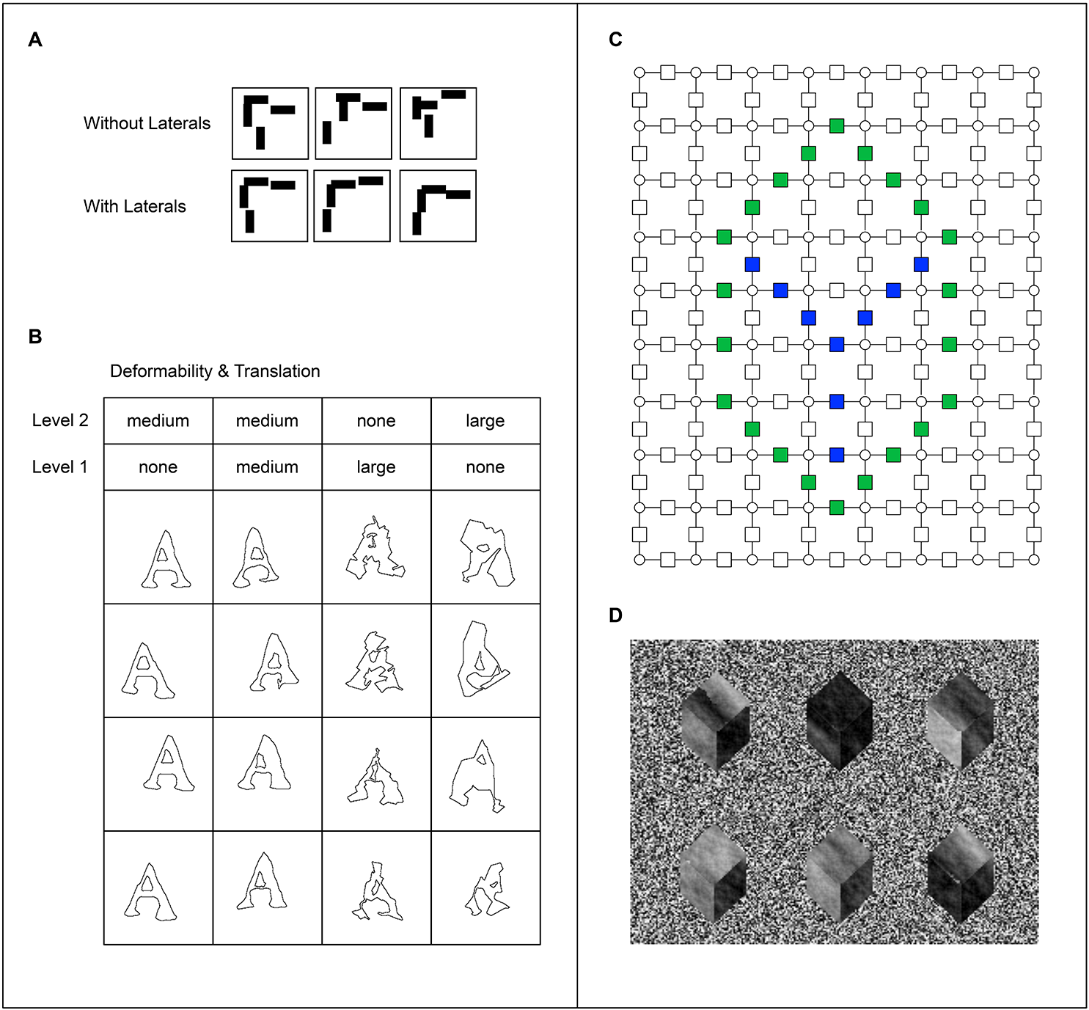 A
Without Laterals
With Laterals
B
Deformability & Translation
Level 2 medium medium none large
Level 1 none medium large none
A A A A
A A A A
A A A A
A A A A
C
D